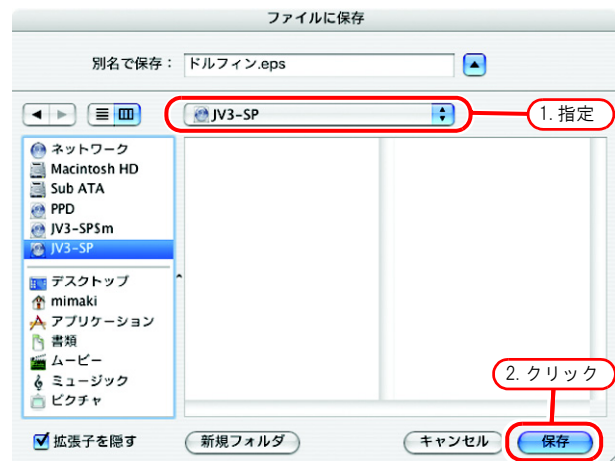 ファイルに保存
別名で保存：
ドルフィン.eps
JV3-SP
1. 指定
ネットワーク
Macintosh HD
Sub ATA
PPD
JV3-SP$m
JV3-SP
デスクトップ
mimaki
アプリケーション
書類
ムービー
ミュージック
ピクチャ
2. クリック
拡張子を隠す
新規フォルダ
キャンセル
保存